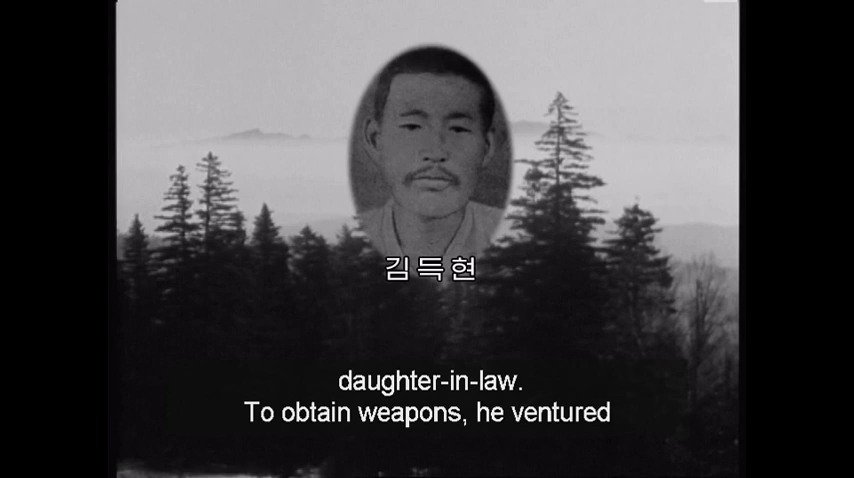 김득현
daughter-in-law.
To obtain weapons, he ventured